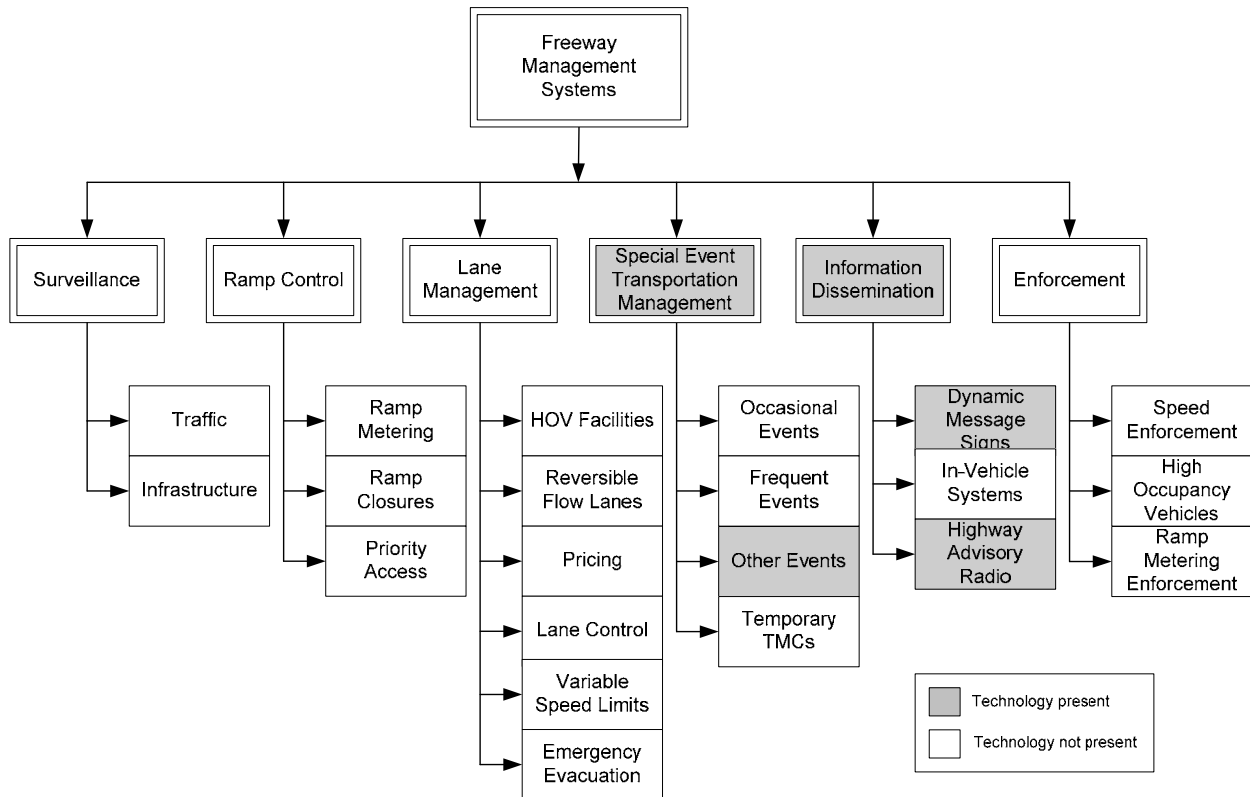 Freeway
Management
Systems
Surveillance
Ramp Control
Lane
Management
Special Event
Transportation
Management
Information
Dissemination
Enforcement
Traffic
Infrastructure
Ramp
Metering
Ramp
Closures
Priority
Access
HOV Facilities
Reversible
Flow Lanes
Pricing
Lane Control
Variable
Speed Limits
Emergency
Evacuation
Occasional
Events
Frequent
Events
Other Events
Temporary
TMCs
Dynamic
Message
Signs
In-Vehicle
Systems
Highway
Advisory
Radio
Speed
Enforcement
High
Occupancy
Vehicles
Ramp
Metering
Enforcement
Technology present
Technology not present